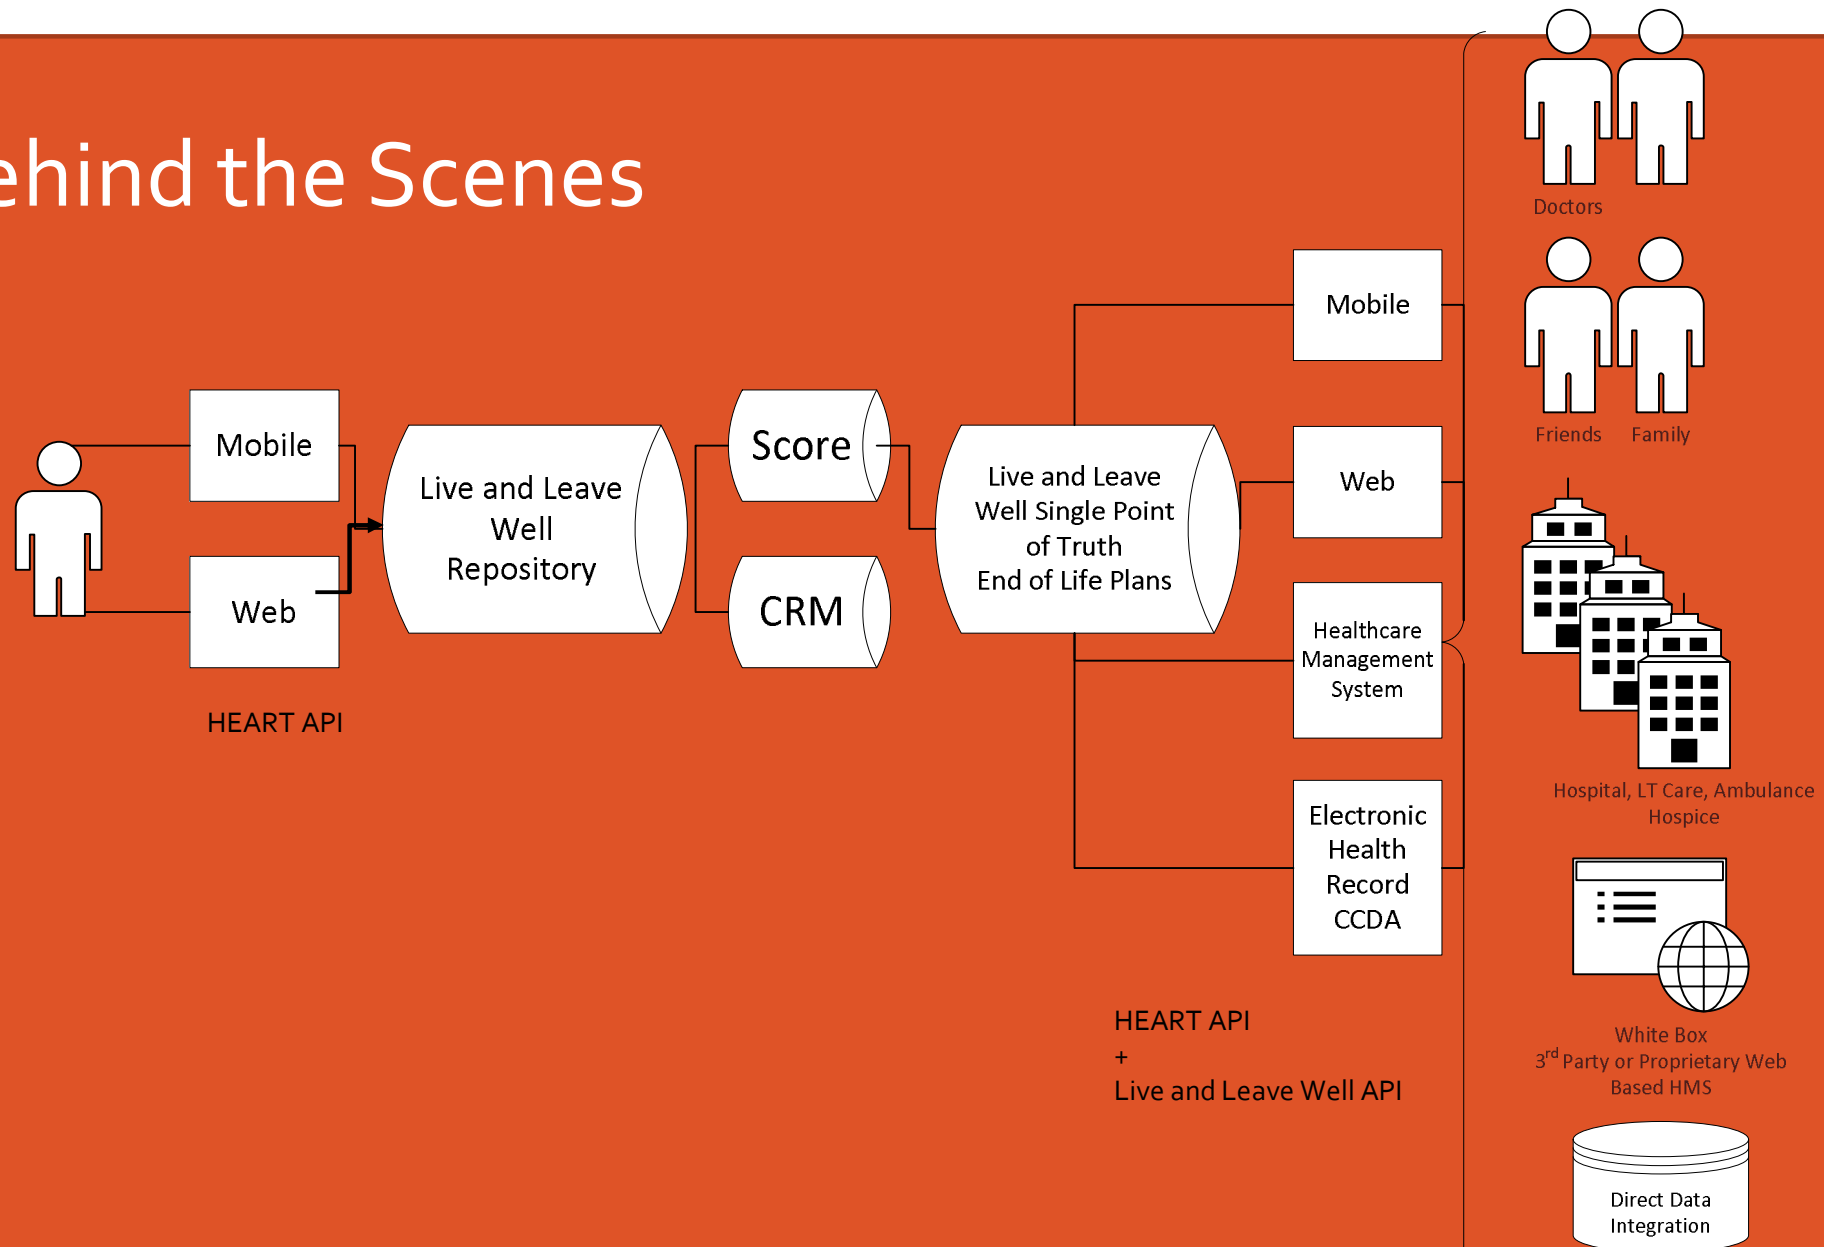 ehind the Scenes
Doctors
Friends Family
Mobile
Web
HEART API
Live and Leave
Well
Repository
Score
CRM
Live and Leave
Well Single Point
of Truth
End of Life Plans
Mobile
Web
Healthcare
Management
System
Electronic
Health
Record
CCDA
HEART API
+
Live and Leave Well API
Hospital, LT Care, Ambulance
Hospice
White Box
3rd Party or Proprietary Web
Based HMS
Direct Data
Integration